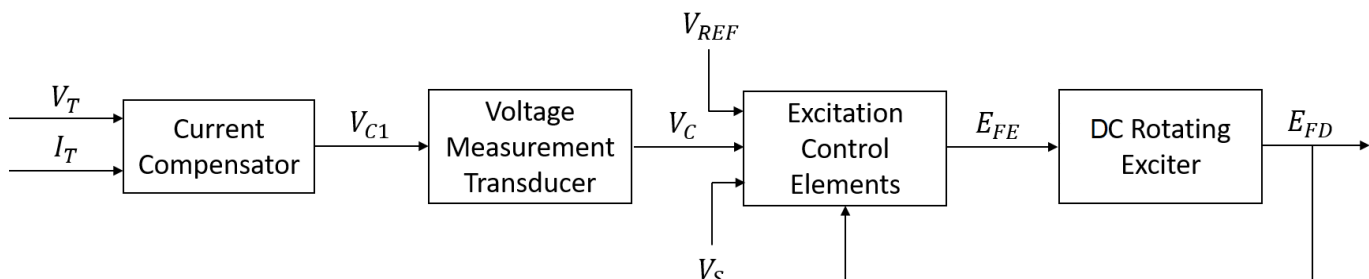 V_REF
V_T
I_T
Current
Compensator
V_C1
Voltage
Measurement
Transducer
V_C
Excitation
Control
Elements
E_FE
DC Rotating
Exciter
E_FD
V_S